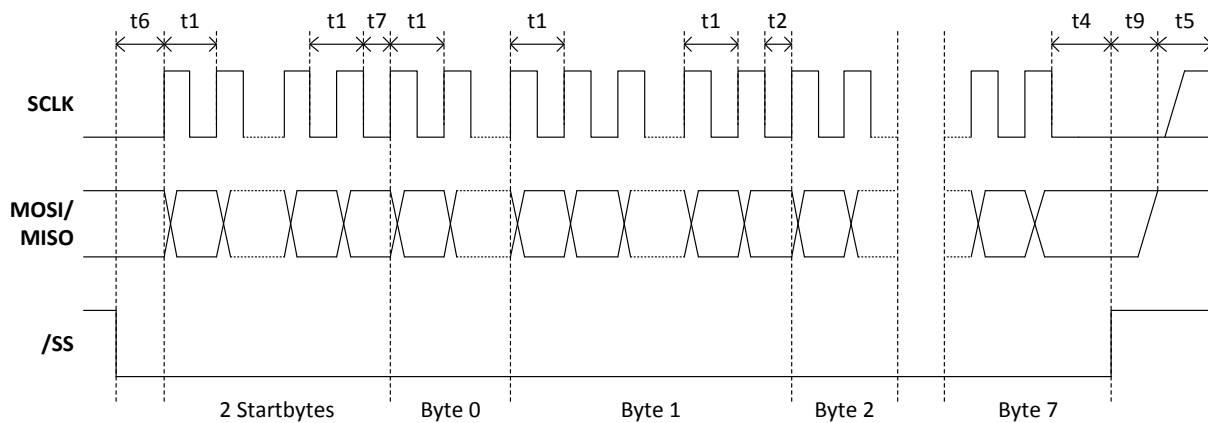 t6 t1 t1 t7 t1 t1 t1 t2 t4 t9 t5
SCLK
MOSI/
MISO
/SS
2 Startbytes Byte 0 Byte 1 Byte 2 Byte 7